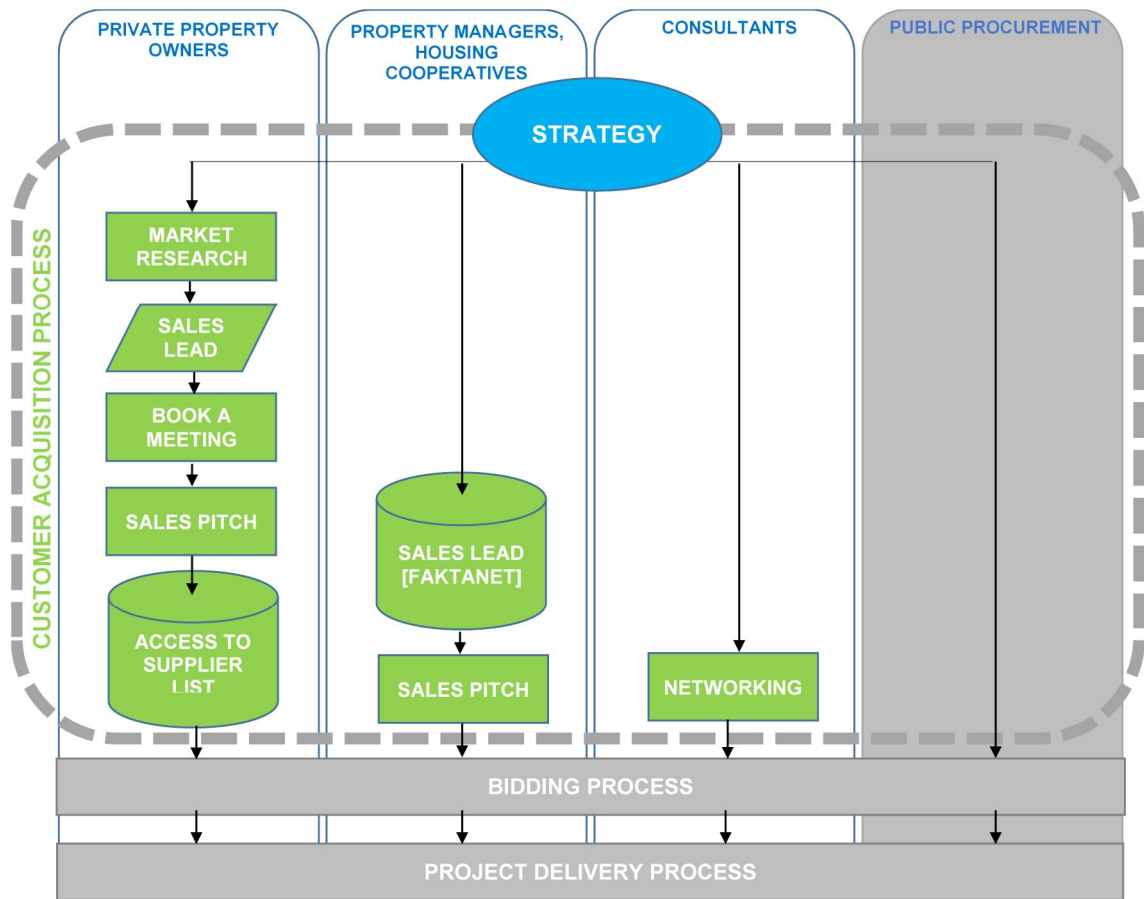 PRIVATE PROPERTY
OWNERS
PROPERTY MANAGERS,
HOUSING
COOPERATIVES
CONSULTANTS
PUBLIC PROCUREMENT
STRATEGY
CUSTOMER ACQUISITION PROCESS
MARKET
RESEARCH
SALES
LEAD
BOOK A
MEETING
SALES PITCH
ACCESS TO
SUPPLIER
LIST
SALES LEAD
[FAKTANET]
SALES PITCH
NETWORKING
BIDDING PROCESS
PROJECT DELIVERY PROCESS